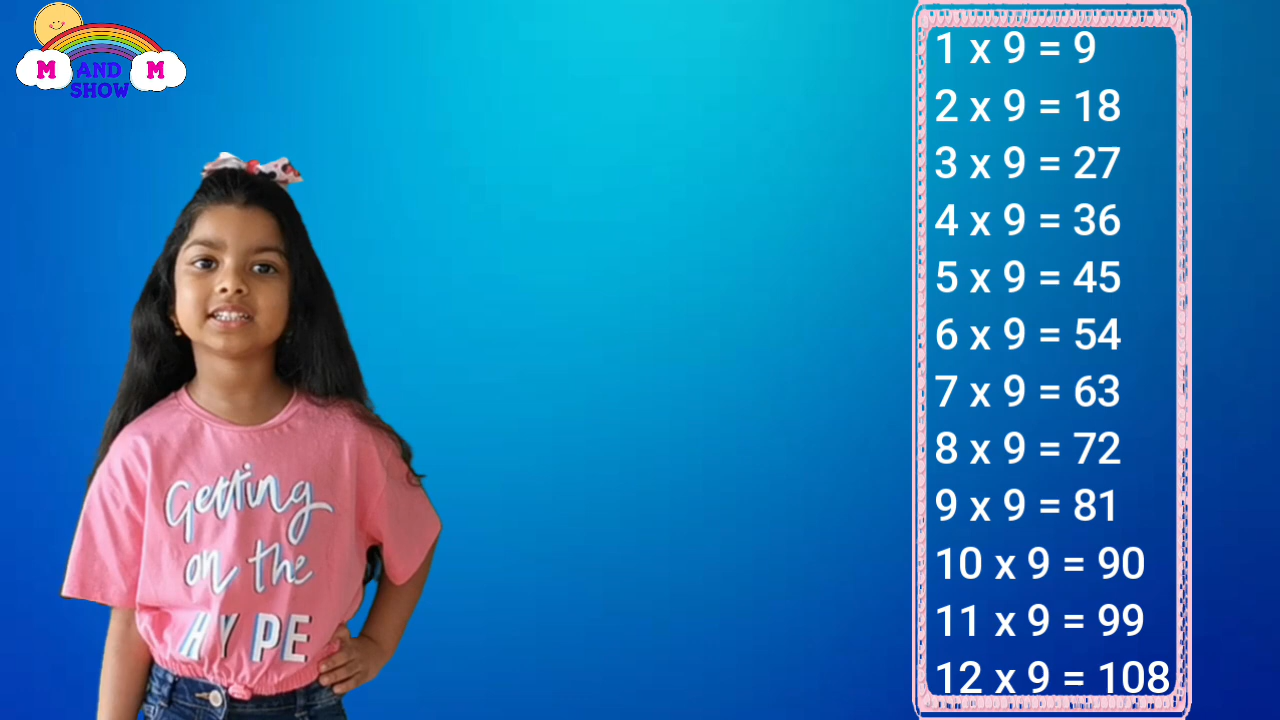 M AND M
SHOW
1 x 9 = 9
2 x 9 = 18
3 x 9 = 27
4 x 9 = 36
5 x 9 = 45
6 x 9 = 54
7 x 9 = 63
8 x 9 = 72
9 x 9 = 81
10 x 9 = 90
11 x 9 = 99
12 x 9 = 108
Getting
on the
HYPE